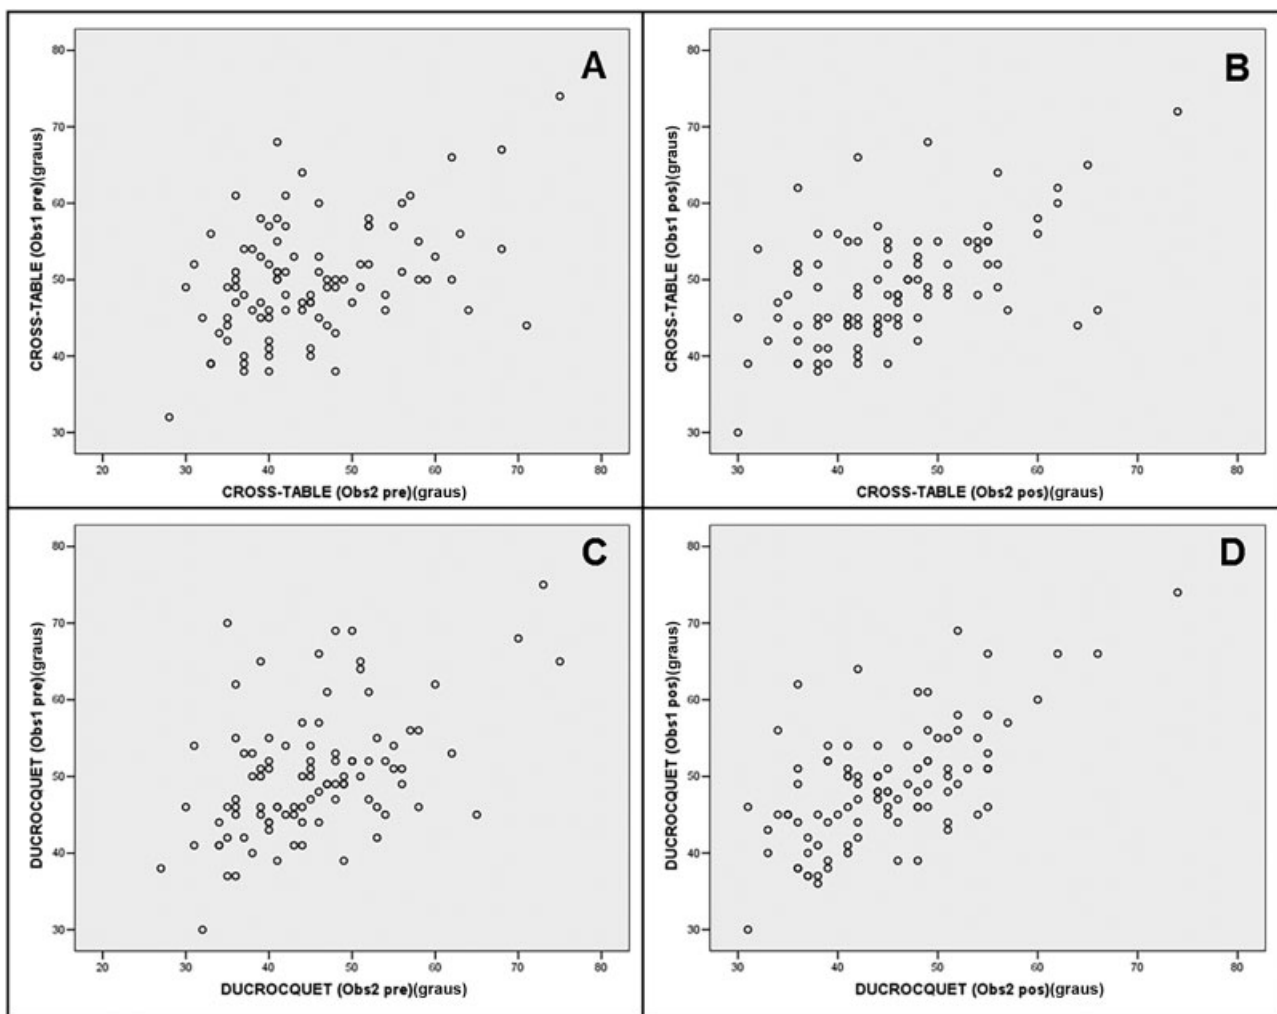 A
80
70
60
50
40
30
CROSS-TABLE (Obs1 pre)(graus)
20 30 40 50 60 70 80
CROSS-TABLE (Obs2 pre)(graus)
B
80
70
60
50
40
30
CROSS-TABLE (Obs1 pos)(graus)
30 40 50 60 70 80
CROSS-TABLE (Obs2 pos)(graus)
C
80
70
60
50
40
30
DUCROCQUET (Obs1 pre)(graus)
20 30 40 50 60 70 80
DUCROCQUET (Obs2 pre)(graus)
D
80
70
60
50
40
30
DUCROCQUET (Obs1 pos)(graus)
30 40 50 60 70 80
DUCROCQUET (Obs2 pos)(graus)